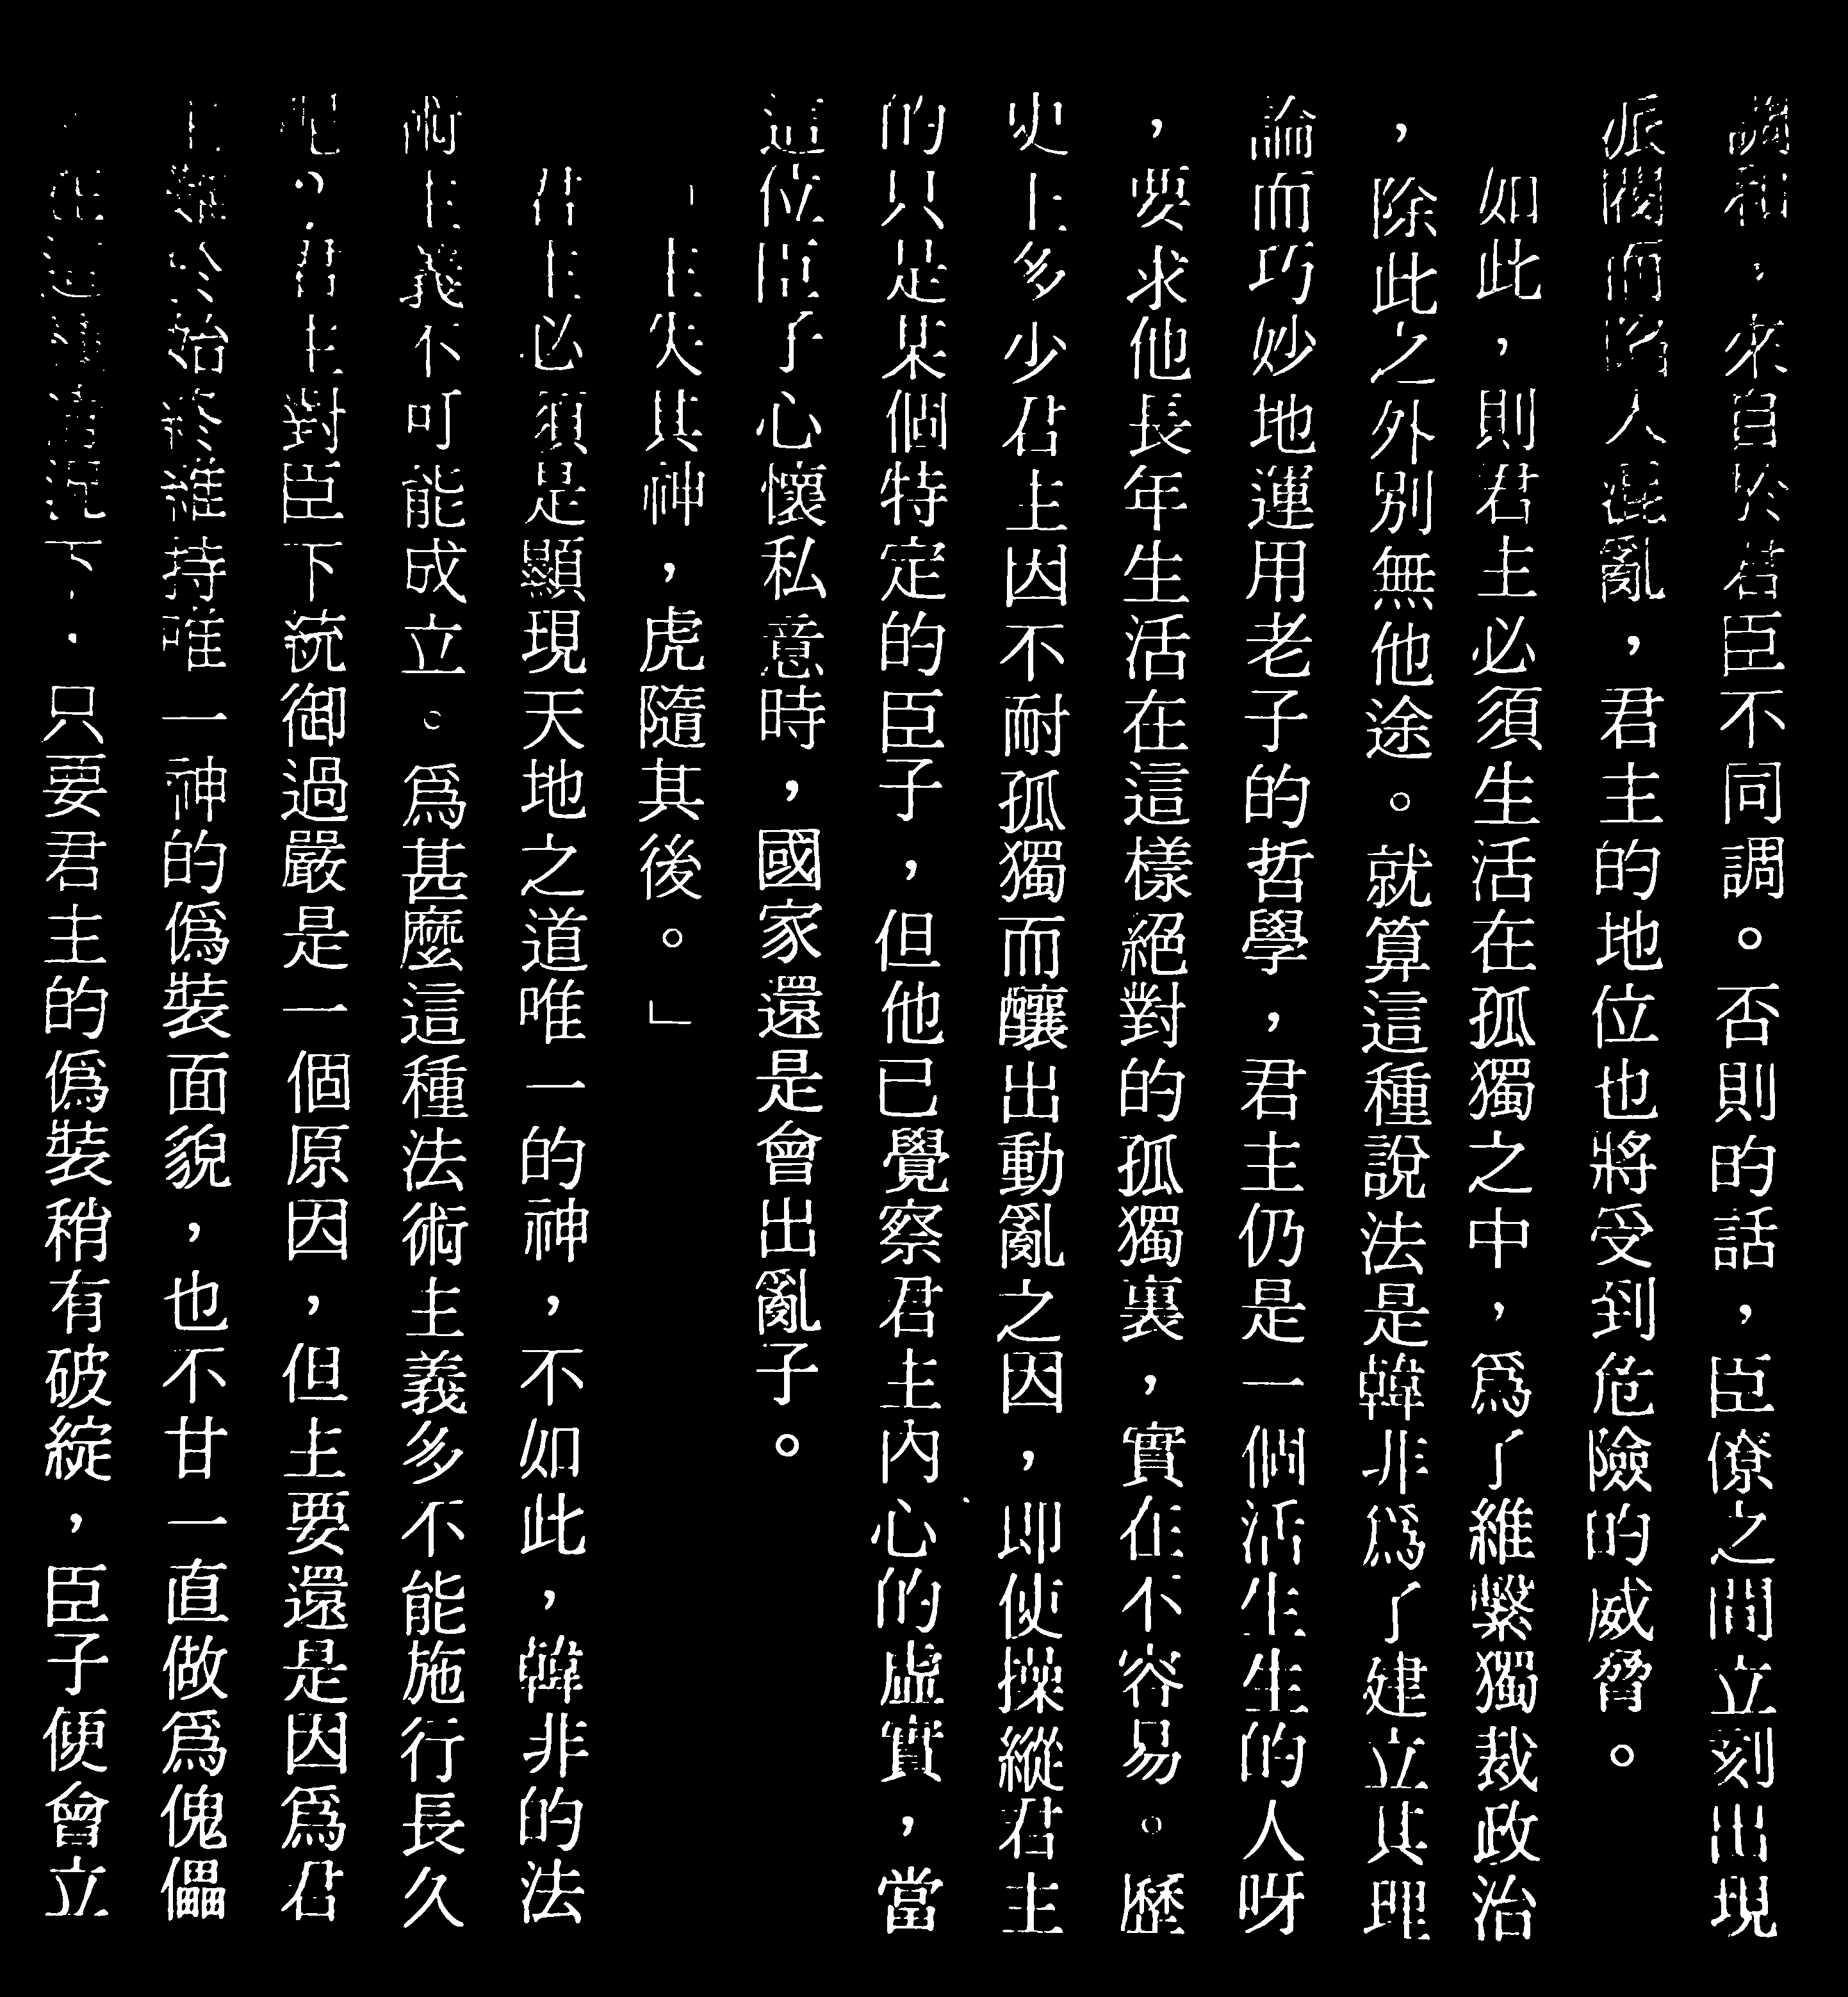 調和，來自於君臣不同調。否則的話，臣僚之間立刻出現
派閥而陷人混亂，君主的地位也將受到危險的威脅。
如此，則君主必須生活在孤獨之中，爲了維繫獨裁政治
，除此之外別無他途。就算這種說法是韓非爲了建立其理
論而巧妙地運用老子的哲學，君主仍是一個活生生的人呀
，要求他長年生活在這樣絕對的孤獨裏，實在不容易。歷
史上多少君主因不耐孤獨而釀出動亂之因，即使操縱君主
的只是某個特定的臣子，但他已覺察君主內心的虛實，當
這位臣子心懷私意時，國家還是會出亂子。
「主失其神，虎隨其後。」
君主必須是顯現天地之道唯一的神，不如此，韓非的法
術主義不可能成立。爲甚麼這種法術主義多不能施行長久
呢？君主對臣下統御過嚴是一個原因，但主要還是因爲君
主難於始終維持唯一神的僞裝面貌，也不甘一直做爲傀儡
在這種情況下，只要君主的僞裝稍有破綻，臣子便會立